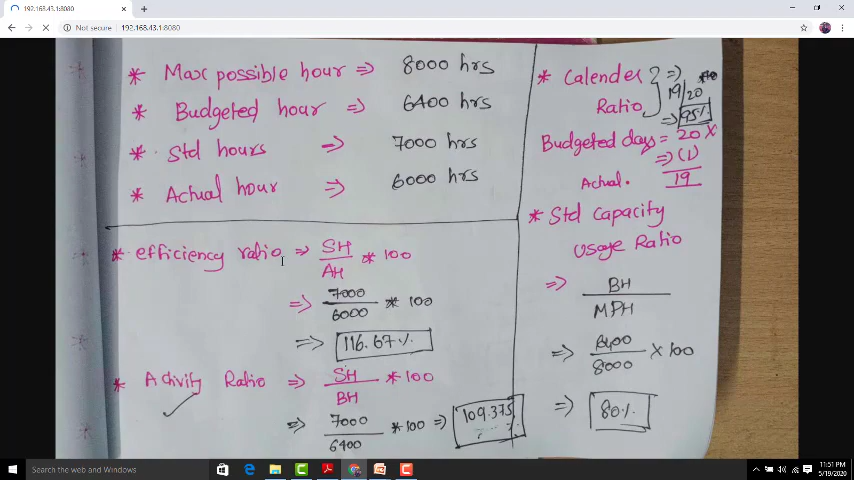 192.168.43.1:8080
Not secure
192.168.43.1:8080
* Max possible hour => 8000 hrs
* Budgeted hour => 6400 hrs
* Std hours => 7000 hrs
* Actual hour => 6000 hrs
* efficiency ratio => SH
AH * 100
=> 7000
6000 * 100
=> 116.67%
* Activity Ratio => SH
BH * 100
=> 7000
6400 * 100 => 109.375
%
* Calender
Ratio } =>
19/20
=> 95%
Budgeted days = 20 X
=> (1)
Actual. 19
* Std capacity
Usage Ratio
=> BH
MPH
=> 6400
8000 X 100
=> 80%
Search the web and Windows
11:51 PM
5/19/2020